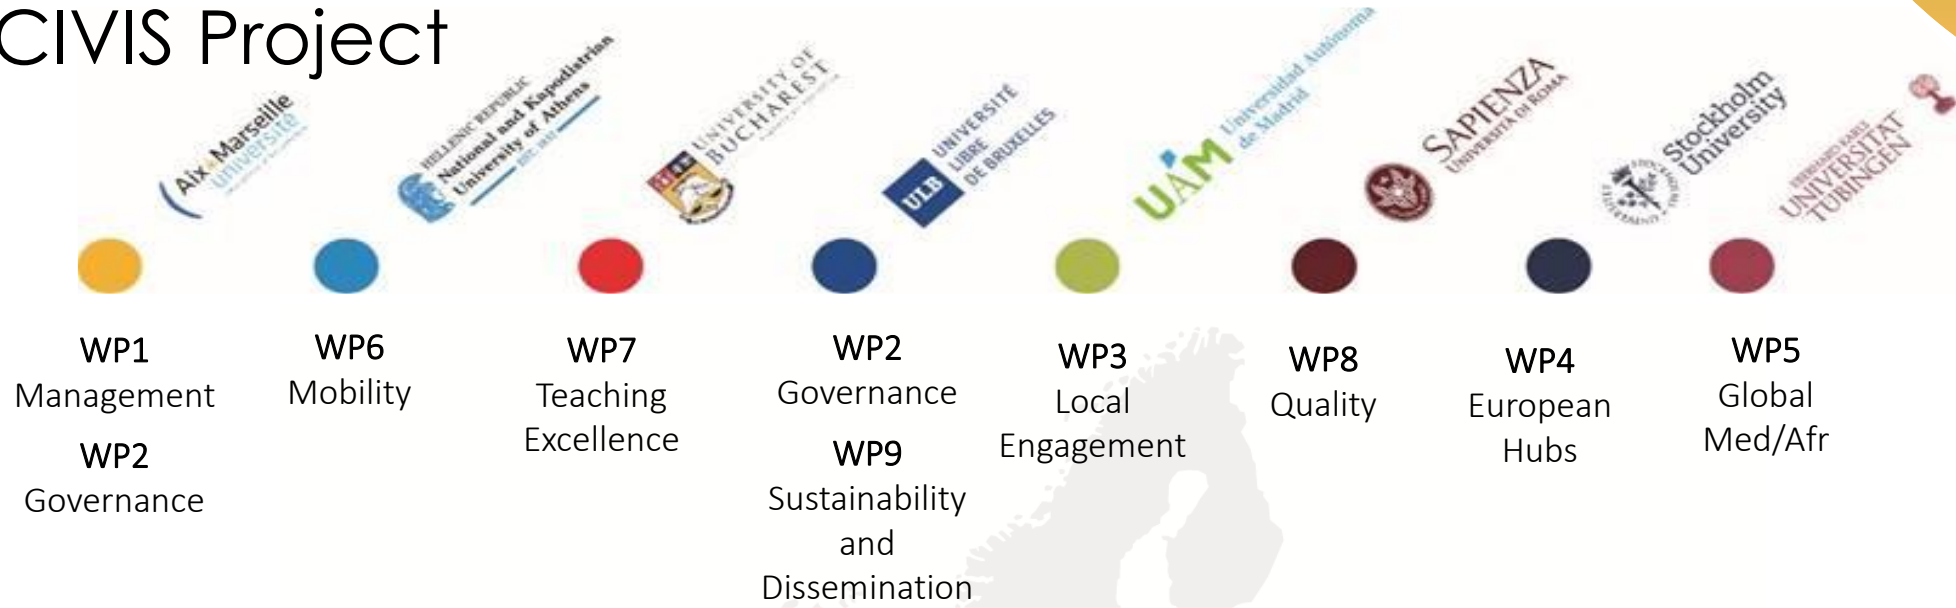 CIVIS Project
Aix Marseille
université
HELLENIC REPUBLIC
National and Kapodistrian
University of Athens
EST. 1837
UNIVERSITY OF
BUCHAREST
ULB
UNIVERSITÉ
LIBRE
DE BRUXELLES
UAM
Universidad Autónoma
de Madrid
SAPIENZA
UNIVERSITÀ DI ROMA
Stockholm
University
EBERHARD KARLS
UNIVERSITÄT
TÜBINGEN
WP1
Management
WP2
Governance
WP6
Mobility
WP7
Teaching
Excellence
WP2
Governance
WP9
Sustainability
and
Dissemination
WP3
Local
Engagement
WP8
Quality
WP4
European
Hubs
WP5
Global
Med/Afr